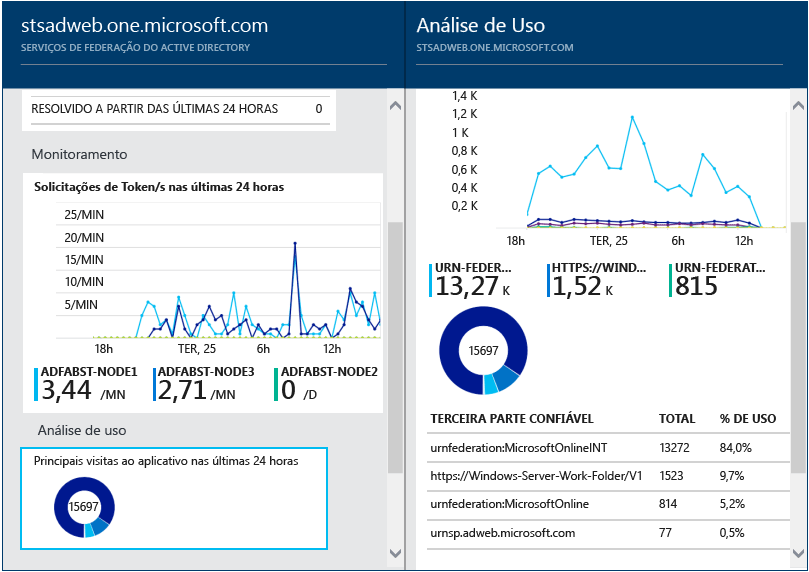 stsadweb.one.microsoft.com
SERVIÇOS DE FEDERAÇÃO DO ACTIVE DIRECTORY
RESOLVIDO A PARTIR DAS ÚLTIMAS 24 HORAS 0
Monitoramento
Solicitações de Token/s nas últimas 24 horas
25/MIN
20/MIN
15/MIN
10/MIN
5/MIN
18h TER, 25 6h 12h
ADFABST-NODE1 ADFABST-NODE3 ADFABST-NODE2
3,44 /MN 2,71 /MN 0 /D
Análise de uso
Principais visitas ao aplicativo nas últimas 24 horas
15697
Análise de Uso
STSADWEB.ONE.MICROSOFT.COM
1,4 K
1,2 K
1 K
0,8 K
0,6 K
0,4 K
0,2 K
18h TER, 25 6h 12h
URN-FEDER... HTTPS://WIND... URN-FEDERAT...
13,27 K 1,52 K 815
15697
TERCEIRA PARTE CONFIÁVEL TOTAL % DE USO
urnfederation:MicrosoftOnlineINT 13272 84,0%
https://Windows-Server-Work-Folder/V1 1523 9,7%
urnfederation:MicrosoftOnline 814 5,2%
urnsp.adweb.microsoft.com 77 0,5%